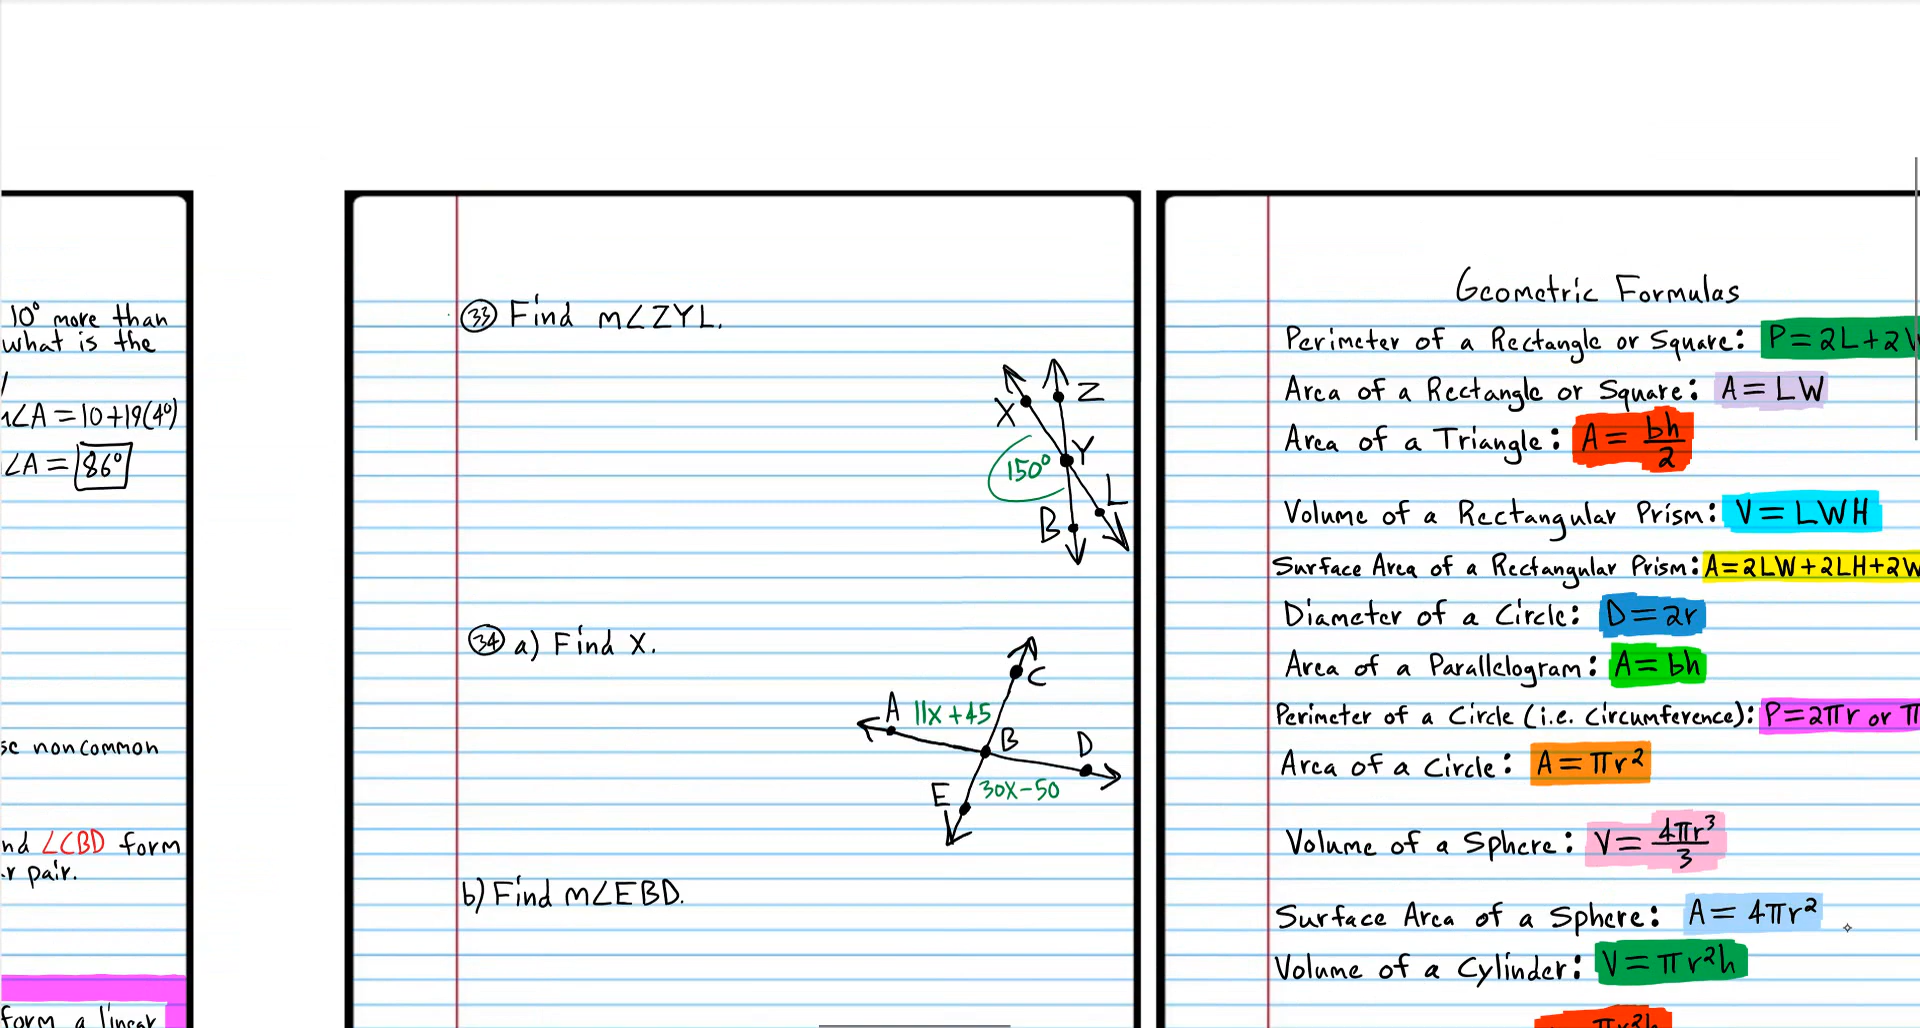 10° more than
what is the
m∠A = 10+19(4°)
∠A = 86°
se noncommon
nd ∠CBD form
r pair.
form a linear
33 Find m∠ZYL.
X
Z
Y
150°
L
B
34 a) Find X.
C
A
11x+45
B
D
E
30x-50
b) Find m∠EBD.
Geometric Formulas
Perimeter of a Rectangle or Square: P=2L+2W
Area of a Rectangle or Square: A=LW
Area of a Triangle: A= bh/2
Volume of a Rectangular Prism: V=LWH
Surface Area of a Rectangular Prism: A=2LW+2LH+2W
Diameter of a Circle: D=2r
Area of a Parallelogram: A=bh
Perimeter of a Circle (i.e. Circumference): P=2πr or π
Area of a Circle: A=πr²
Volume of a Sphere: V= 4πr³/3
Surface Area of a Sphere: A= 4πr²
Volume of a Cylinder: V=πr²h
πr²h